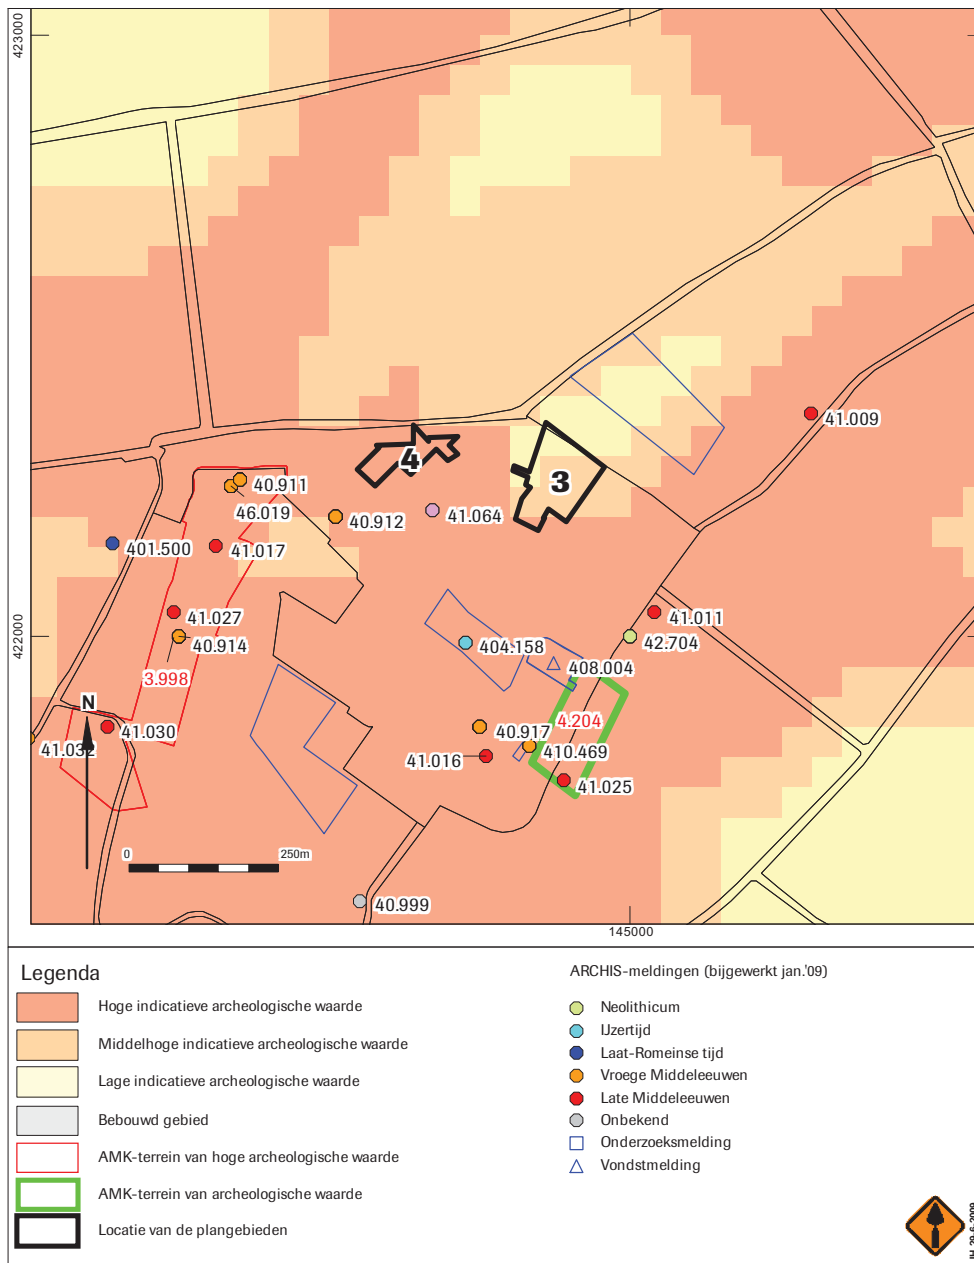 423000
41.009
4
3
40.911
46.019
40.912
41.064
401.500
41.017
41.027
41.011
422000
40.914
404.158
42.704
408.004
3.998
N
4.204
41.030
40.917
41.032
410.469
41.016
41.025
0 250m
40.999
145000
Legenda
Hoge indicatieve archeologische waarde
Middelhoge indicatieve archeologische waarde
Lage indicatieve archeologische waarde
Bebouwd gebied
AMK-terrein van hoge archeologische waarde
AMK-terrein van archeologische waarde
Locatie van de plangebieden
ARCHIS-meldingen (bijgewerkt jan.'09)
Neolithicum
IJzertijd
Laat-Romeinse tijd
Vroege Middeleeuwen
Late Middeleeuwen
Onbekend
Onderzoeksmelding
Vondstmelding
IH 29-6-2009